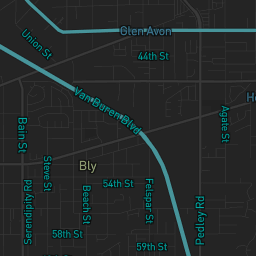 Glen Avon
Union St
44th St
Van Buren Blvd
Agate St
Bain St
Bly
Steve St
54th St
Serendipity Rd
Beach St
Felspar St
Pedley Rd
58th St
59th St